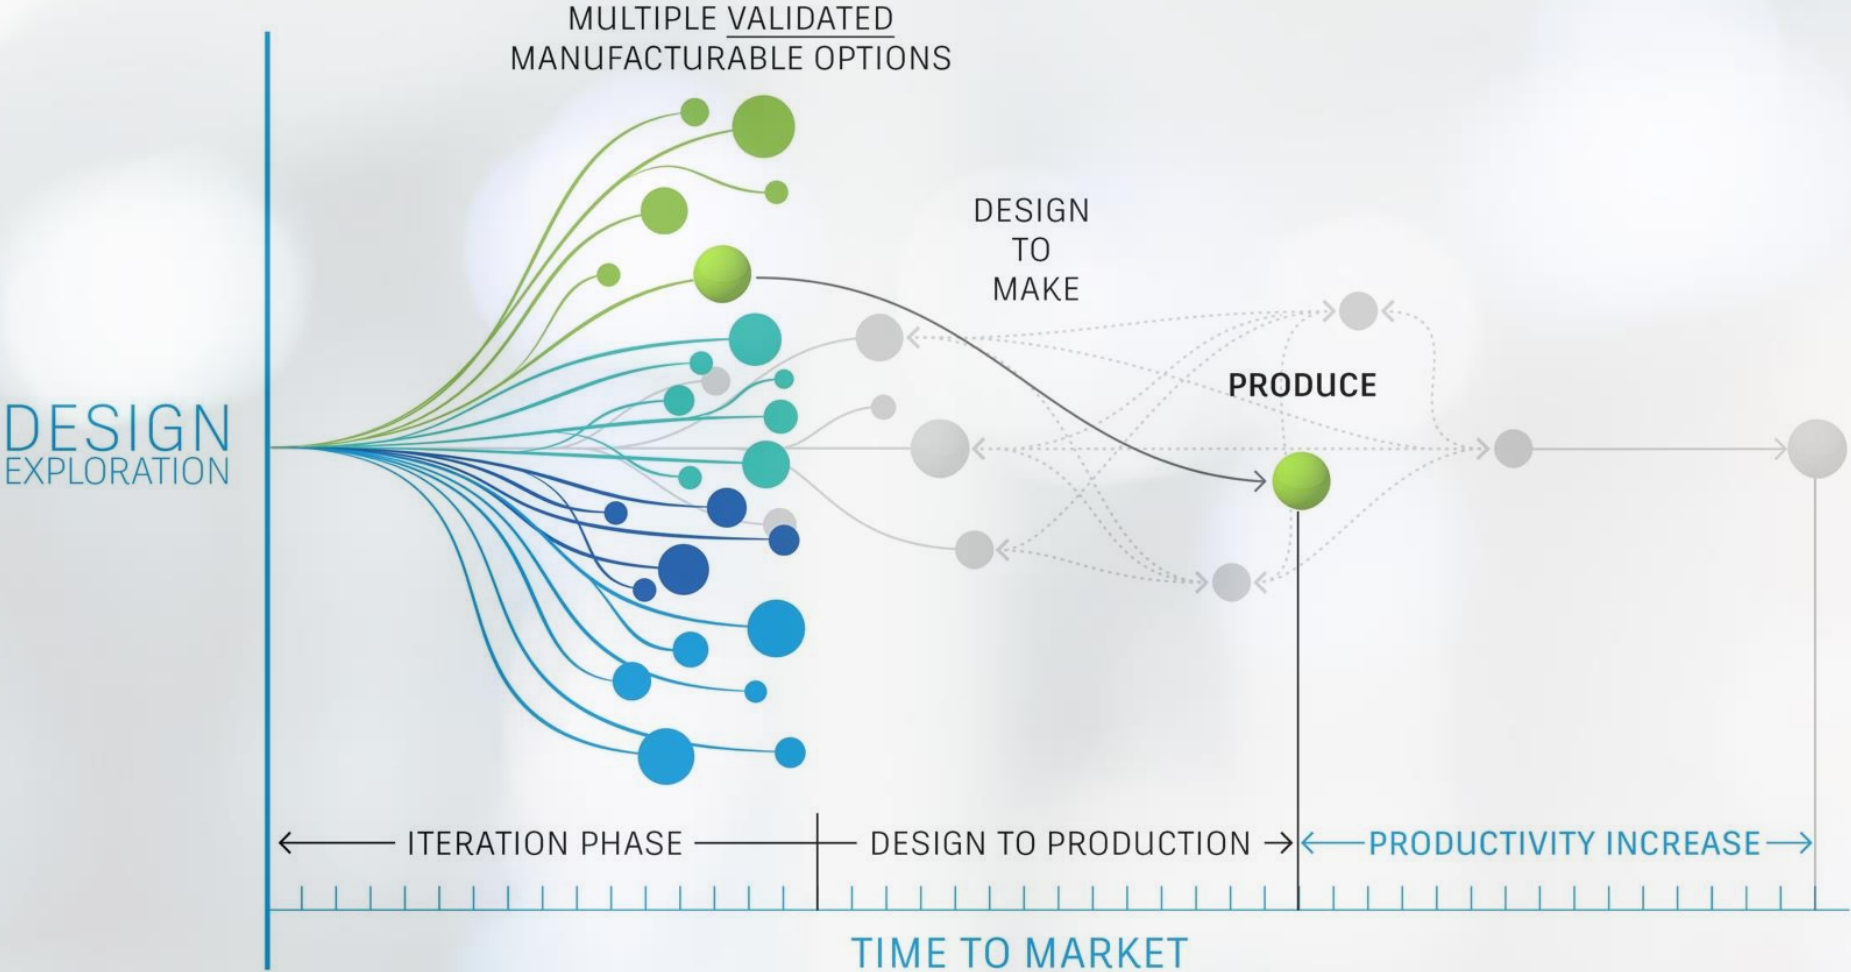 MULTIPLE VALIDATED
MANUFACTURABLE OPTIONS
DESIGN
TO
MAKE
PRODUCE
DESIGN
EXPLORATION
ITERATION PHASE
DESIGN TO PRODUCTION
PRODUCTIVITY INCREASE
TIME TO MARKET